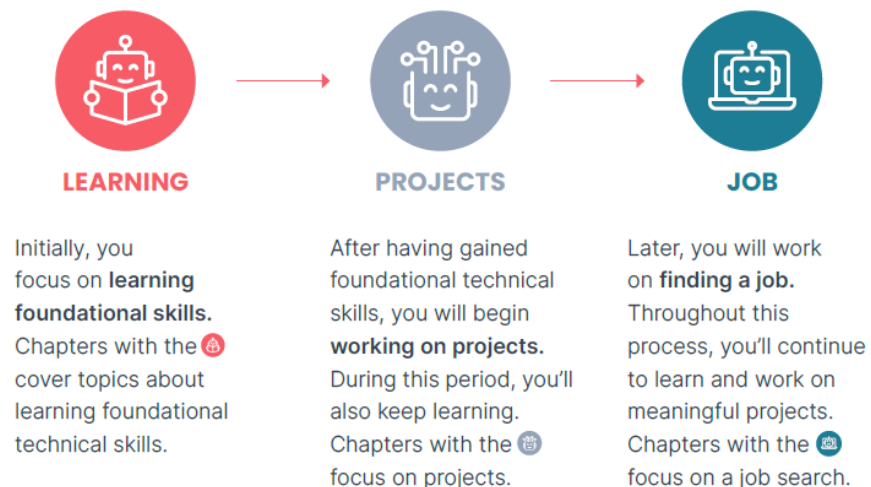 LEARNING
Initially, you
focus on learning
foundational skills.
Chapters with the
cover topics about
learning foundational
technical skills.
PROJECTS
After having gained
foundational technical
skills, you will begin
working on projects.
During this period, you’ll
also keep learning.
Chapters with the
focus on projects.
JOB
Later, you will work
on finding a job.
Throughout this
process, you’ll continue
to learn and work on
meaningful projects.
Chapters with the
focus on a job search.